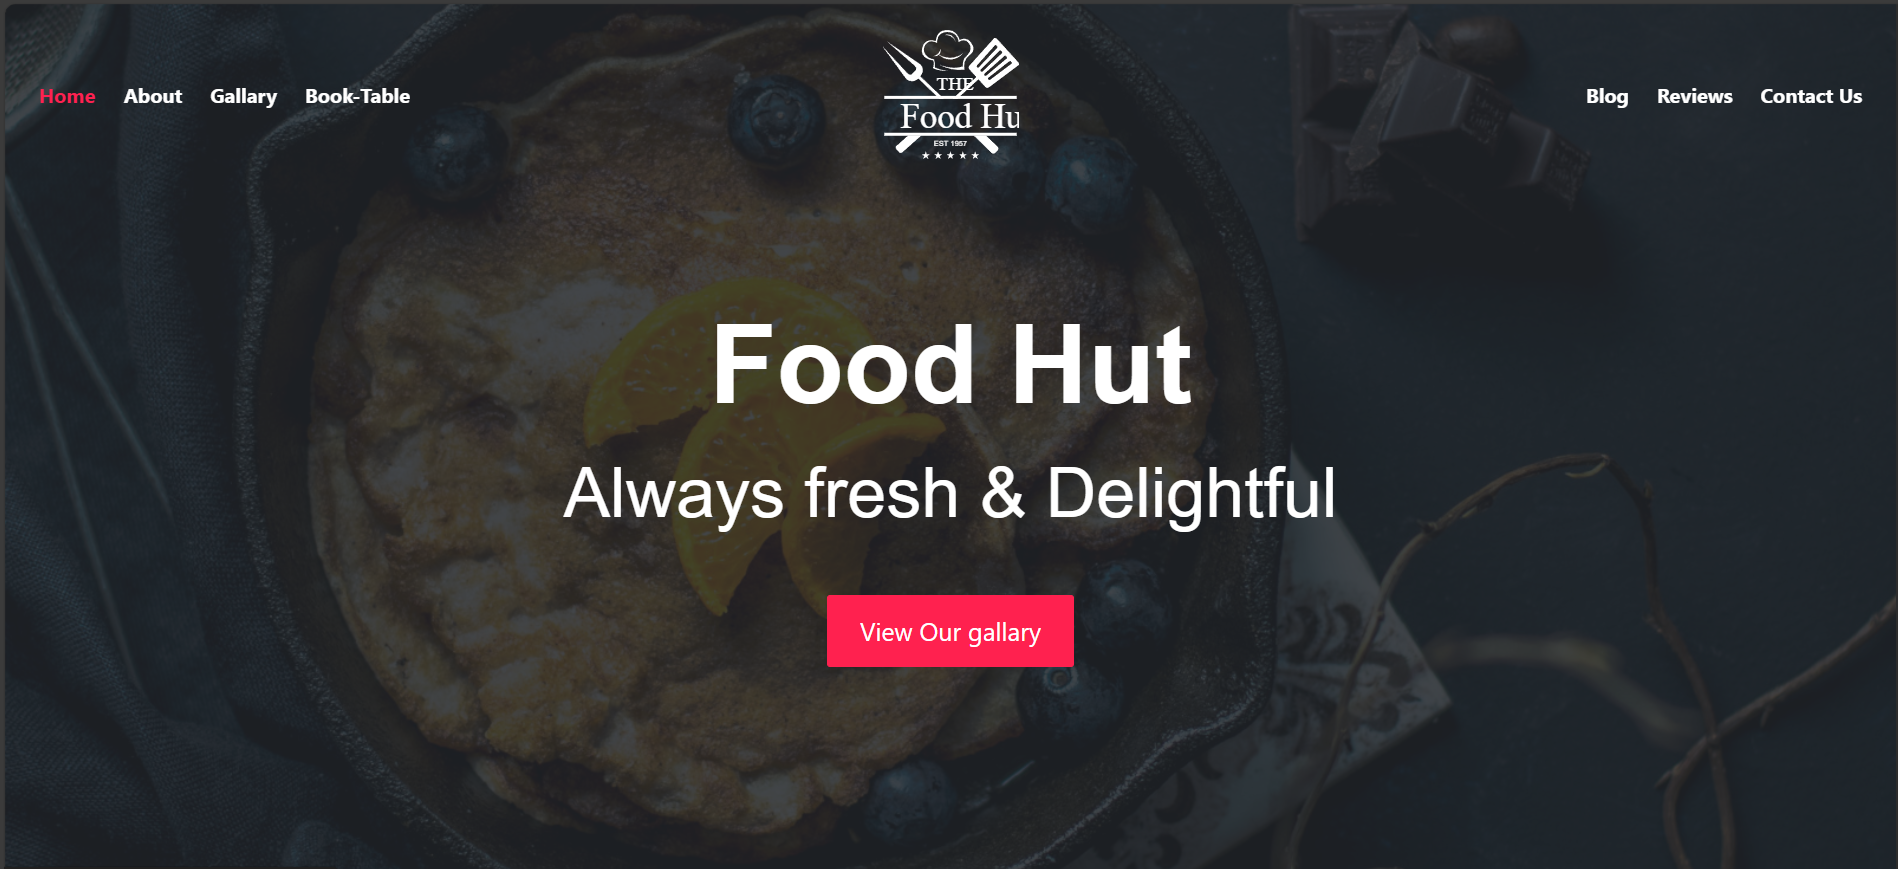 Home About Gallary Book-Table
THE
Food Hu
EST 1957
Blog Reviews Contact Us
Food Hut
Always fresh & Delightful
View Our gallary